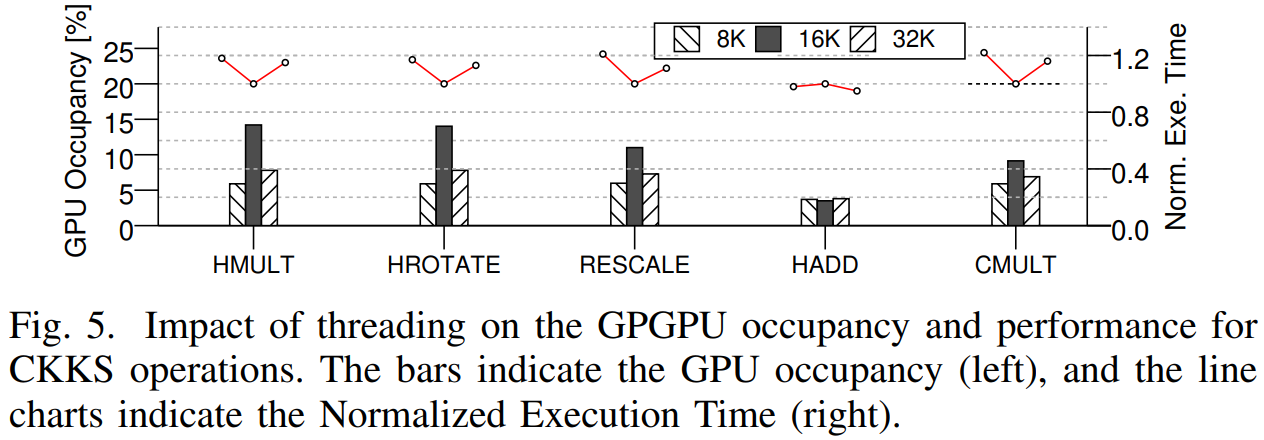 GPU Occupancy [%]
25
20
15
10
5
0
8K 16K 32K
1.2
0.8
0.4
0.0
Norm. Exe. Time
HMULT HROTATE RESCALE HADD CMULT
Fig. 5. Impact of threading on the GPGPU occupancy and performance for
CKKS operations. The bars indicate the GPU occupancy (left), and the line
charts indicate the Normalized Execution Time (right).